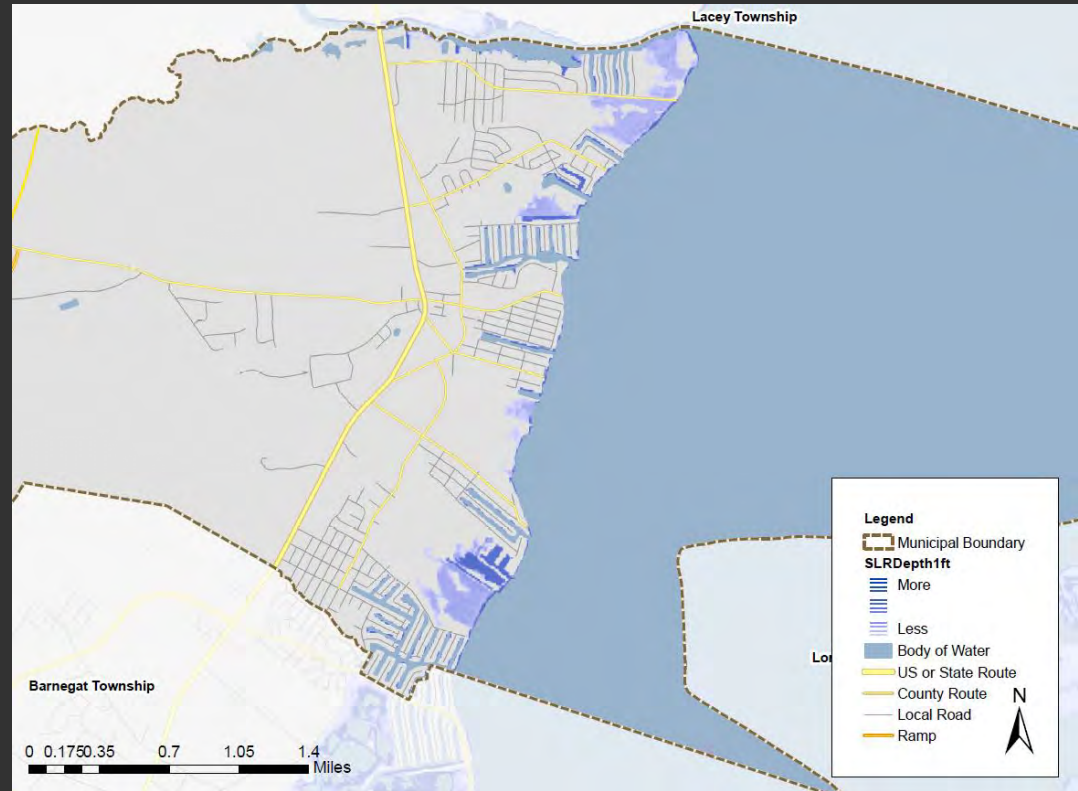 Lacey Township
Legend
Municipal Boundary
SLRDepth1ft
More
Less
Body of Water
US or State Route
County Route
Local Road
Ramp
N
Barnegat Township
0 0.1750.35 0.7 1.05 1.4
Miles